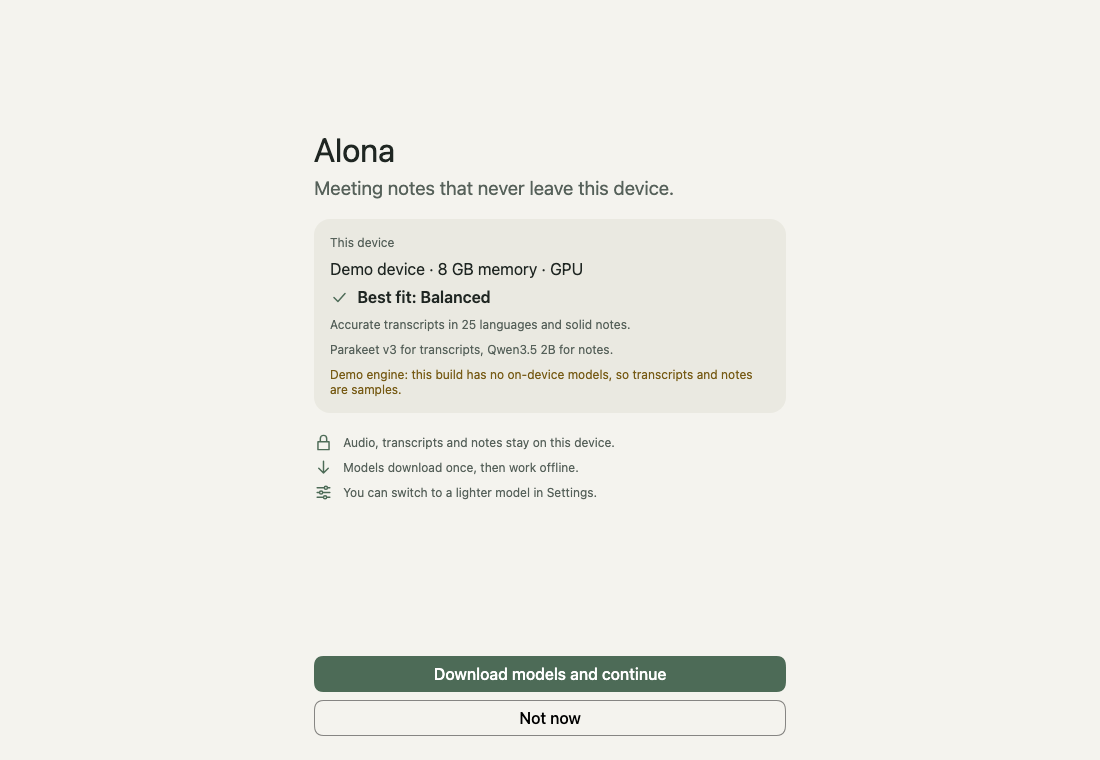 Alona
Meeting notes that never leave this device.
This device
Demo device · 8 GB memory · GPU
Best fit: Balanced
Accurate transcripts in 25 languages and solid notes.
Parakeet v3 for transcripts, Qwen3.5 2B for notes.
Demo engine: this build has no on-device models, so transcripts and notes
are samples.
Audio, transcripts and notes stay on this device.
Models download once, then work offline.
You can switch to a lighter model in Settings.
Download models and continue
Not now